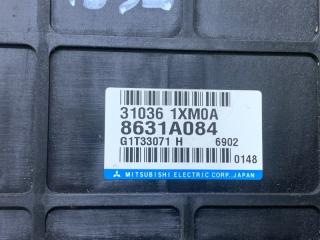 31036 1XM0A
8631A084
G1T33071 H 6902
0148
MITSUBISHI ELECTRIC CORP. JAPAN